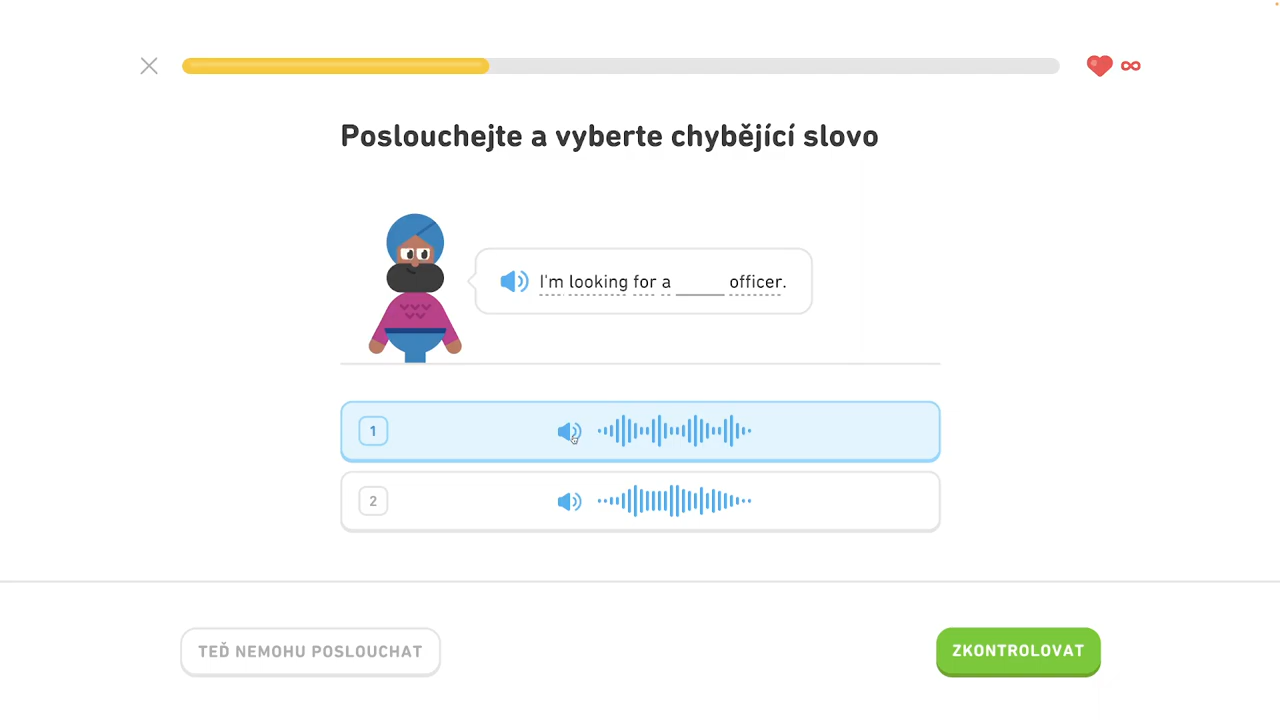 Poslouchejte a vyberte chybějící slovo
I'm looking for a _____ officer.
1
2
TEĎ NEMOHU POSLOUCHAT
ZKONTROLOVAT